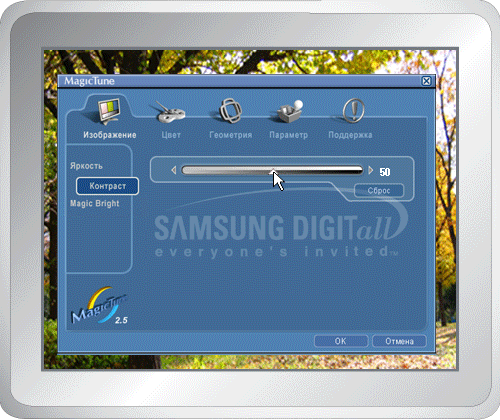 MagicTune
Изображение
Цвет
Геометрия
Параметр
Поддержка
Яркость
Контраст
Magic Bright
50
Сброс
SAMSUNG DIGITall
everyone's invited™
MagicTune
2.5
OK
Отмена